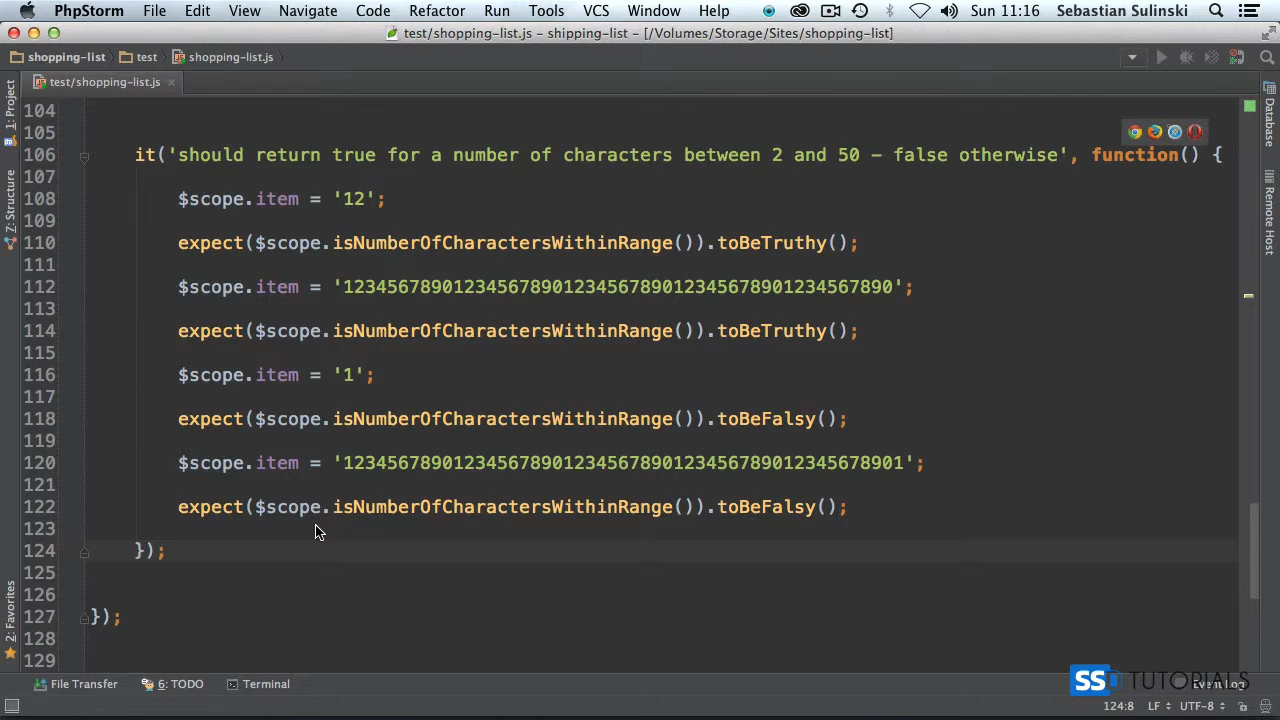 PhpStorm File Edit View Navigate Code Refactor Run Tools VCS Window Help Sun 11:16 Sebastian Sulinski
test/shopping-list.js - shipping-list - [/Volumes/Storage/Sites/shopping-list]
shopping-list test shopping-list.js
test/shopping-list.js
1: Project
Z: Structure
2: Favorites
Database
Remote Host
104
105
106 it('should return true for a number of characters between 2 and 50 – false otherwise', function() {
107
108 $scope.item = '12';
109
110 expect($scope.isNumberOfCharactersWithinRange()).toBeTruthy();
111
112 $scope.item = '12345678901234567890123456789012345678901234567890';
113
114 expect($scope.isNumberOfCharactersWithinRange()).toBeTruthy();
115
116 $scope.item = '1';
117
118 expect($scope.isNumberOfCharactersWithinRange()).toBeFalsy();
119
120 $scope.item = '123456789012345678901234567890123456789012345678901';
121
122 expect($scope.isNumberOfCharactersWithinRange()).toBeFalsy();
123
124 });
125
126
127 });
128
129
File Transfer 6: TODO Terminal Event Log
SSD TUTORIALS
124:8 LF UTF-8